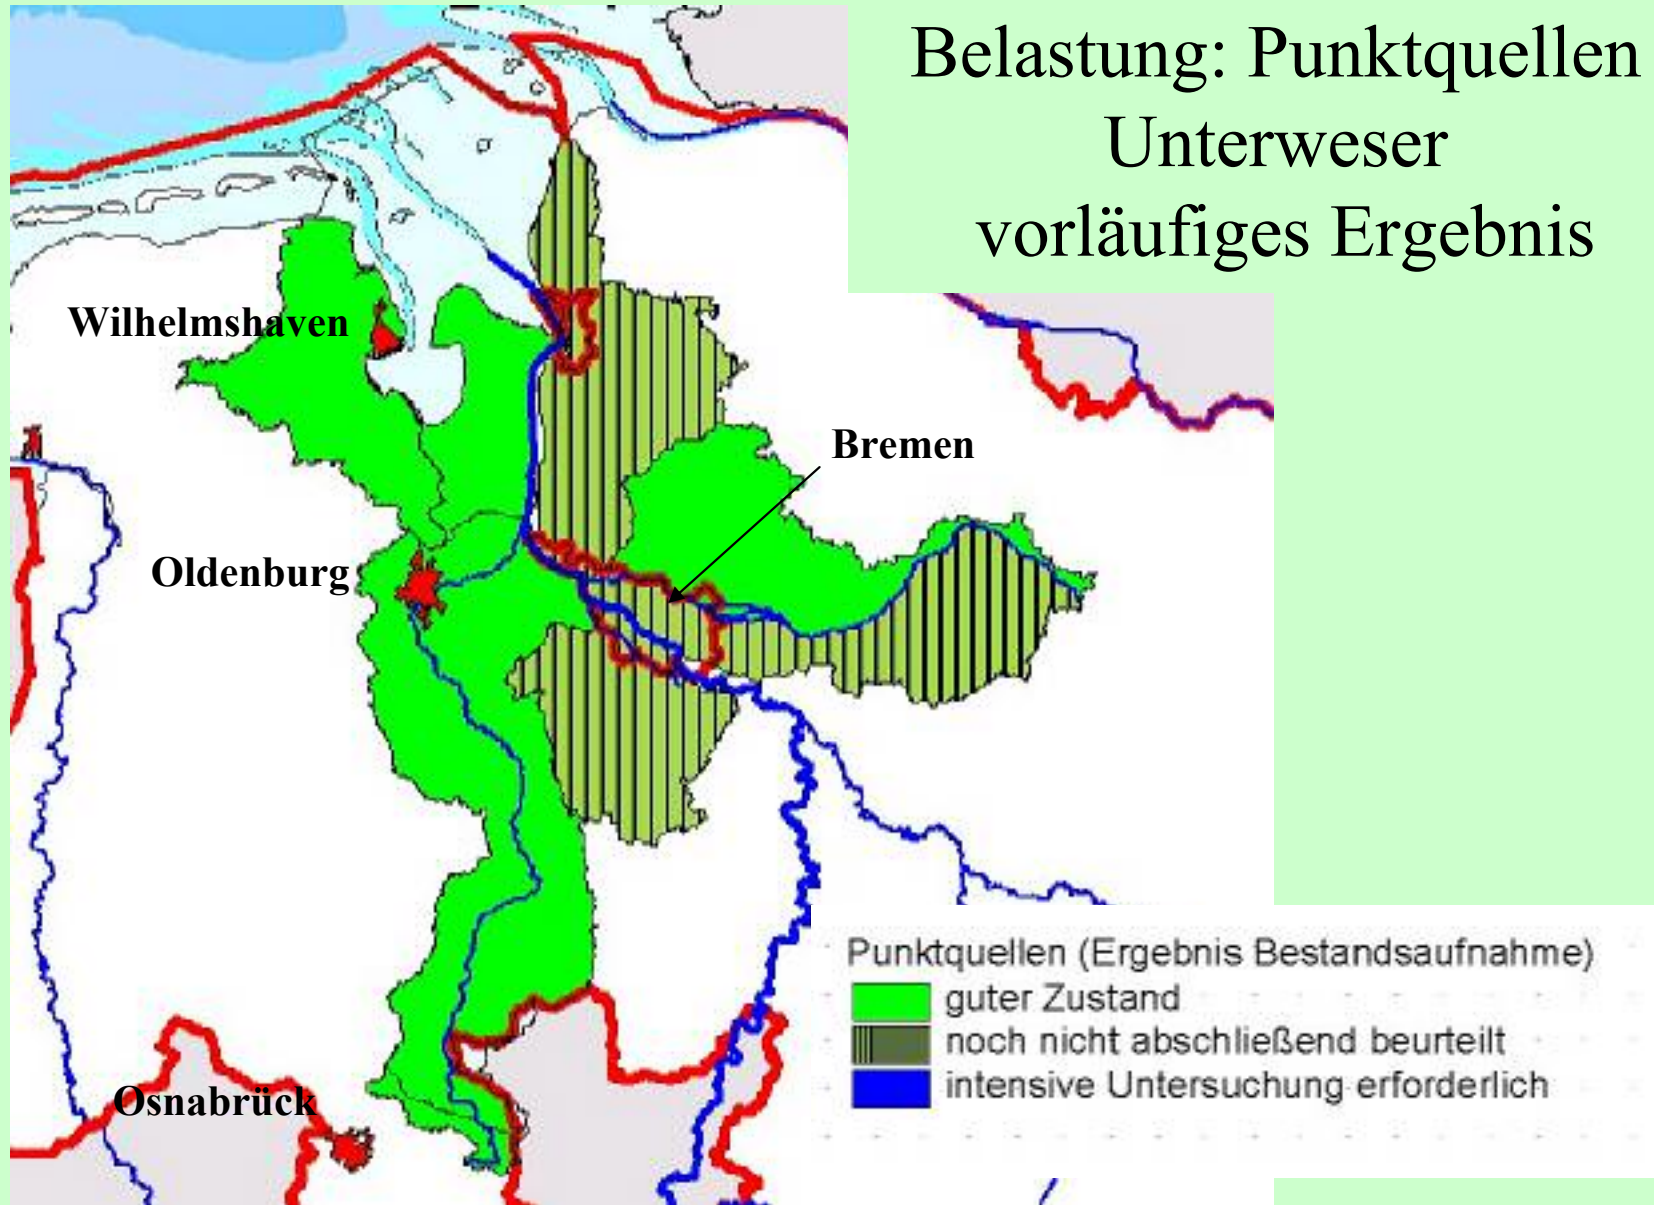 Belastung: Punktquellen
Unterweser
vorläufiges Ergebnis
Wilhelmshaven
Bremen
Oldenburg
Osnabrück
Punktquellen (Ergebnis Bestandsaufnahme)
guter Zustand
noch nicht abschließend beurteilt
intensive Untersuchung erforderlich